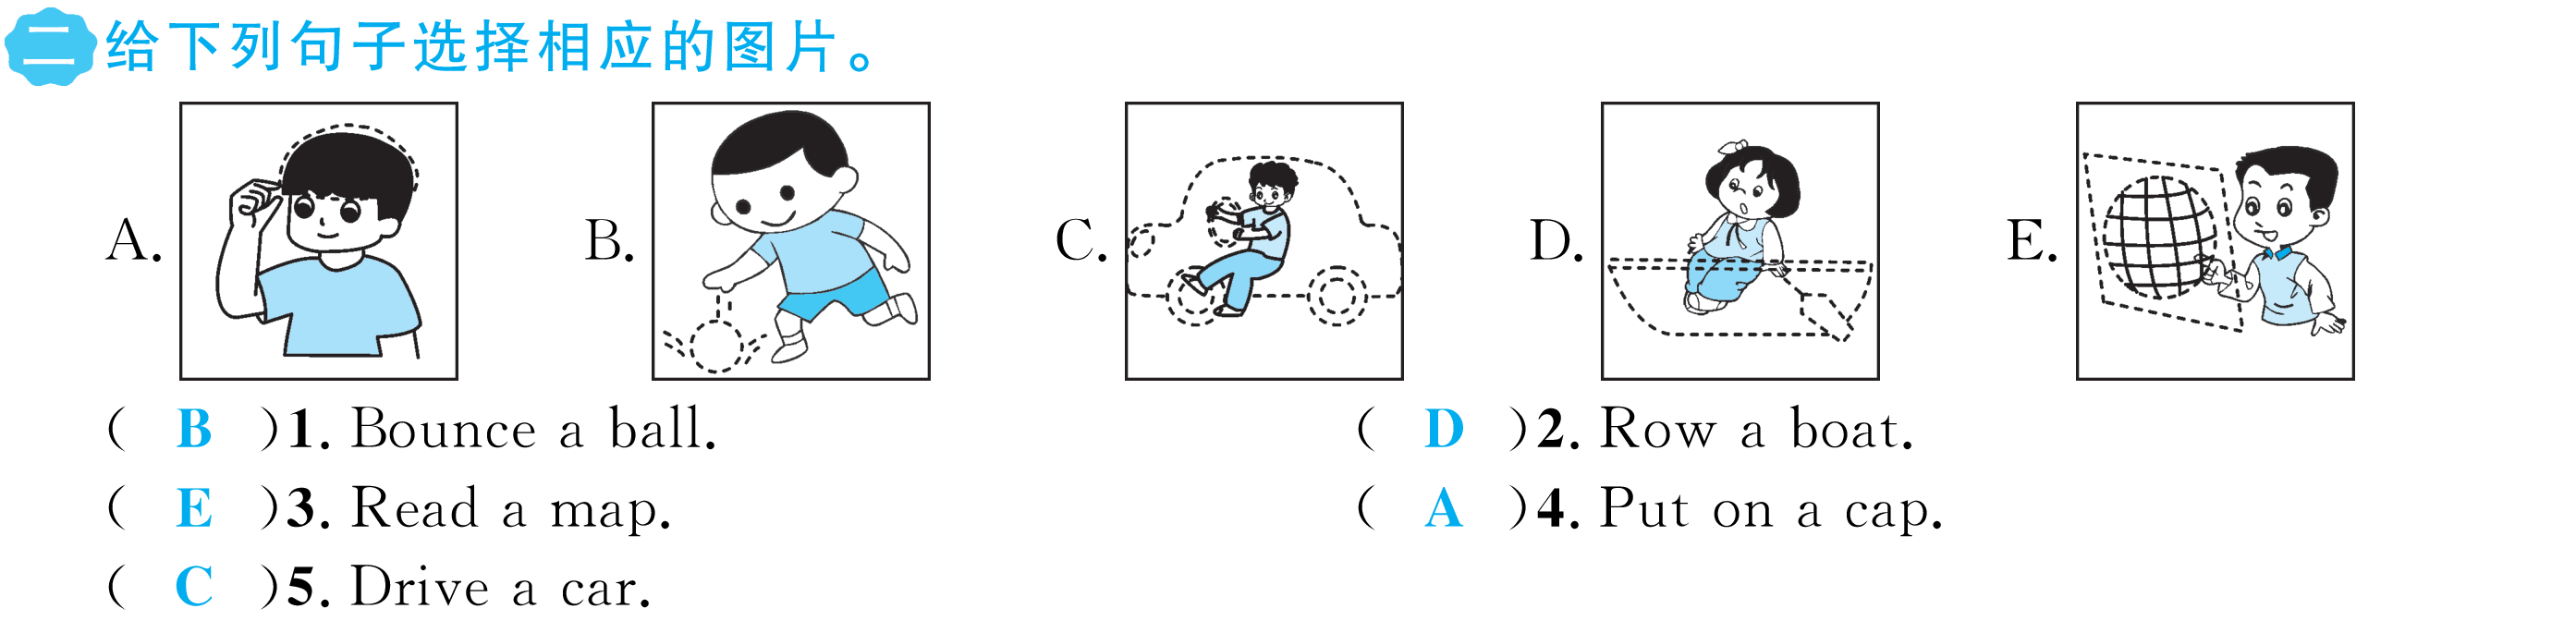 二 给下列句子选择相应的图片。
A. B. C. D. E.
( B )1. Bounce a ball. ( D )2. Row a boat.
( E )3. Read a map. ( A )4. Put on a cap.
( C )5. Drive a car.